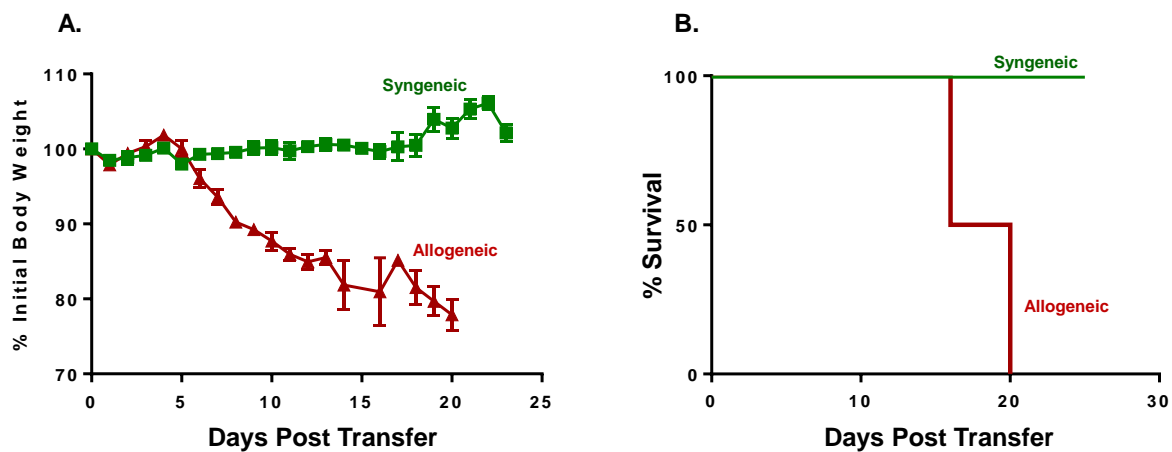 A.
% Initial Body Weight
110
100
90
80
70
Syngeneic
Allogeneic
0 5 10 15 20 25
Days Post Transfer
B.
% Survival
100
50
0
Syngeneic
Allogeneic
0 10 20 30
Days Post Transfer